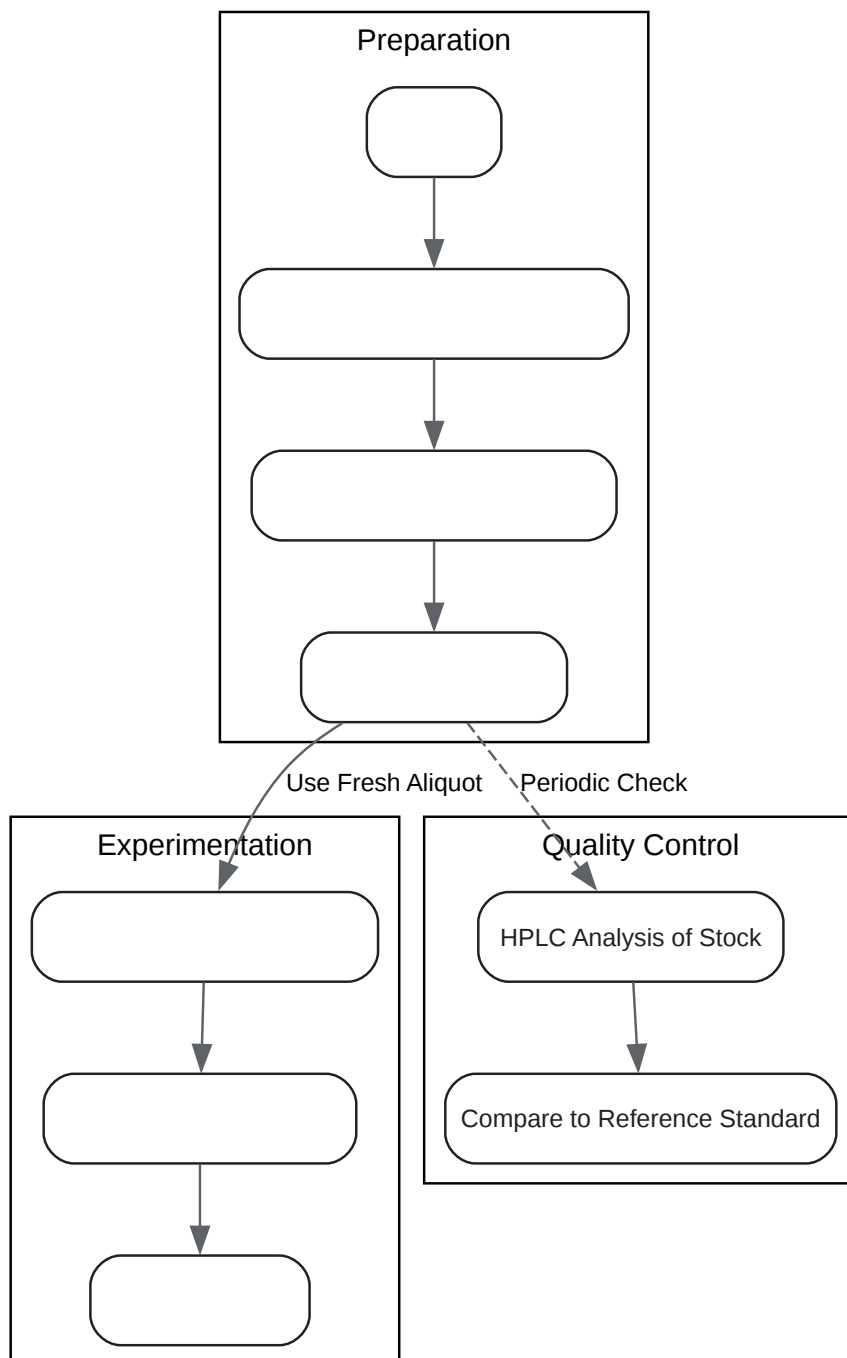 Preparation
Use Fresh Aliquot
Periodic Check
Experimentation
Quality Control
HPLC Analysis of Stock
Compare to Reference Standard